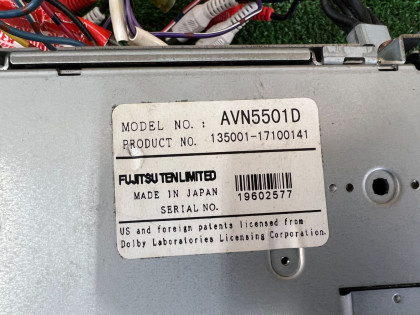 MODEL NO.: AVN5501D
PRODUCT NO. 135001-17100141
FUJITSU TEN LIMITED
MADE IN JAPAN
SERIAL NO.
19602577
US and foreign patents licensed from
Dolby Laboratories Licensing Corporation.